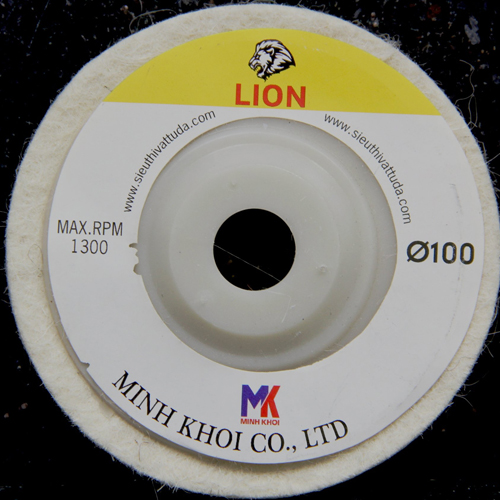 LION
www.sieuthivattuda.com
www.sieuthivattuda.com
MAX.RPM
1300
Ø100
MK
MINH KHOI
MINH KHOI CO., LTD